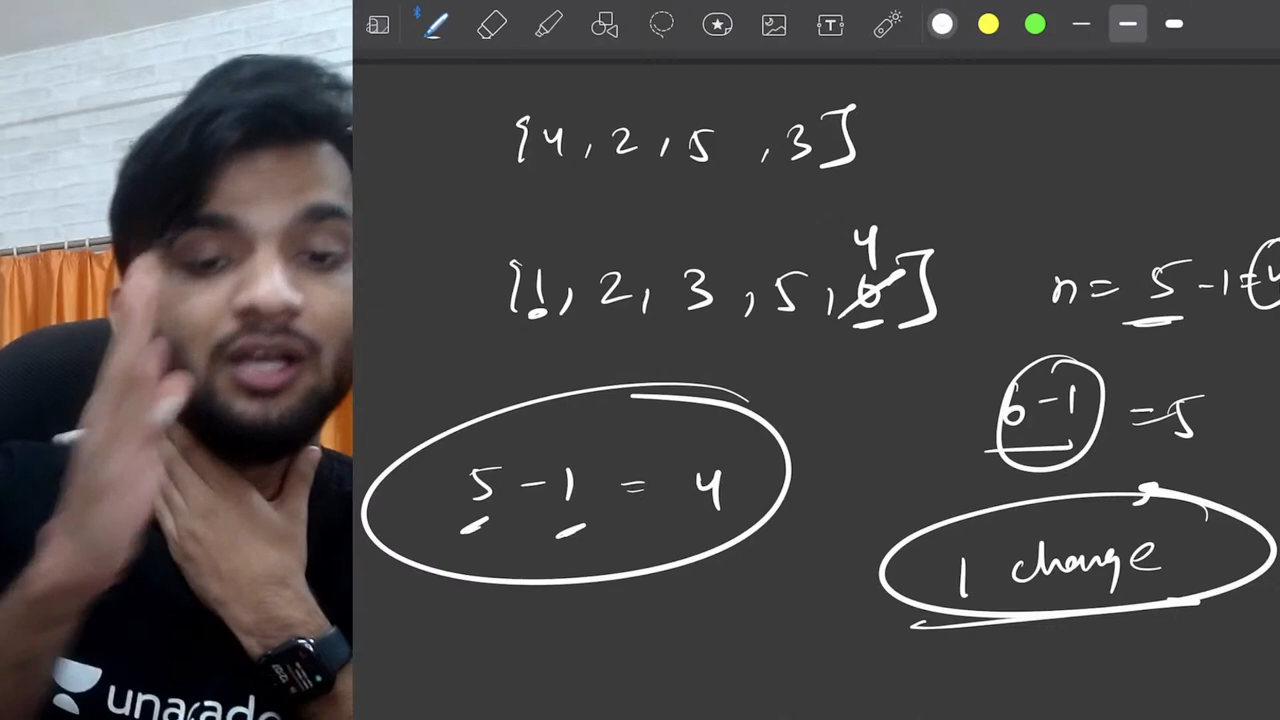 [4, 2, 5, 3]
4
[1, 2, 3, 5, 6]
n = 5 - 1 =
6 - 1 = 5
5 - 1 = 4
1 change
T
unacade